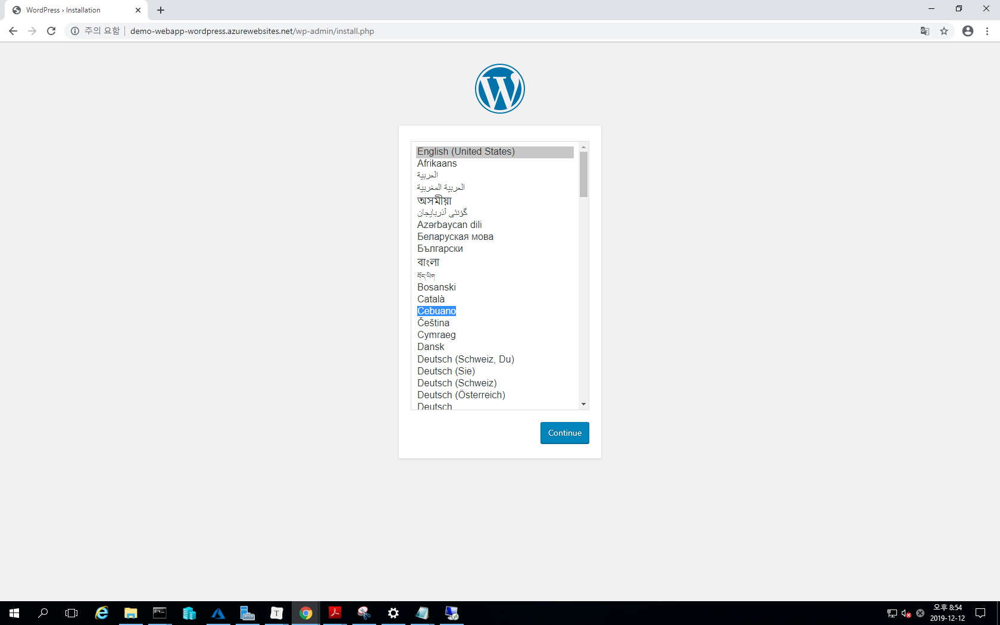 WordPress › Installation
주의 요함
demo-webapp-wordpress.azurewebsites.net/wp-admin/install.php
English (United States)
Afrikaans
العربية
العربية المغربية
অসমীয়া
گؤنئی آذربایجان
Azərbaycan dili
Беларуская мова
Български
বাংলা
བོད་ཡིག
Bosanski
Català
Cebuano
Čeština
Cymraeg
Dansk
Deutsch (Schweiz, Du)
Deutsch (Sie)
Deutsch (Schweiz)
Deutsch (Österreich)
Deutsch
Continue
오후 8:54
2019-12-12